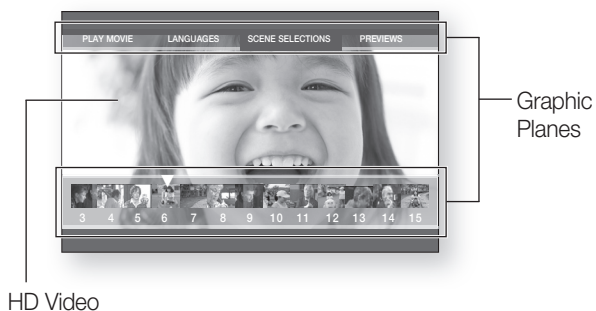 PLAY MOVIE LANGUAGES SCENE SELECTIONS PREVIEWS
Graphic
Planes
3 4 5 6 7 8 9 10 11 12 13 14 15
HD Video